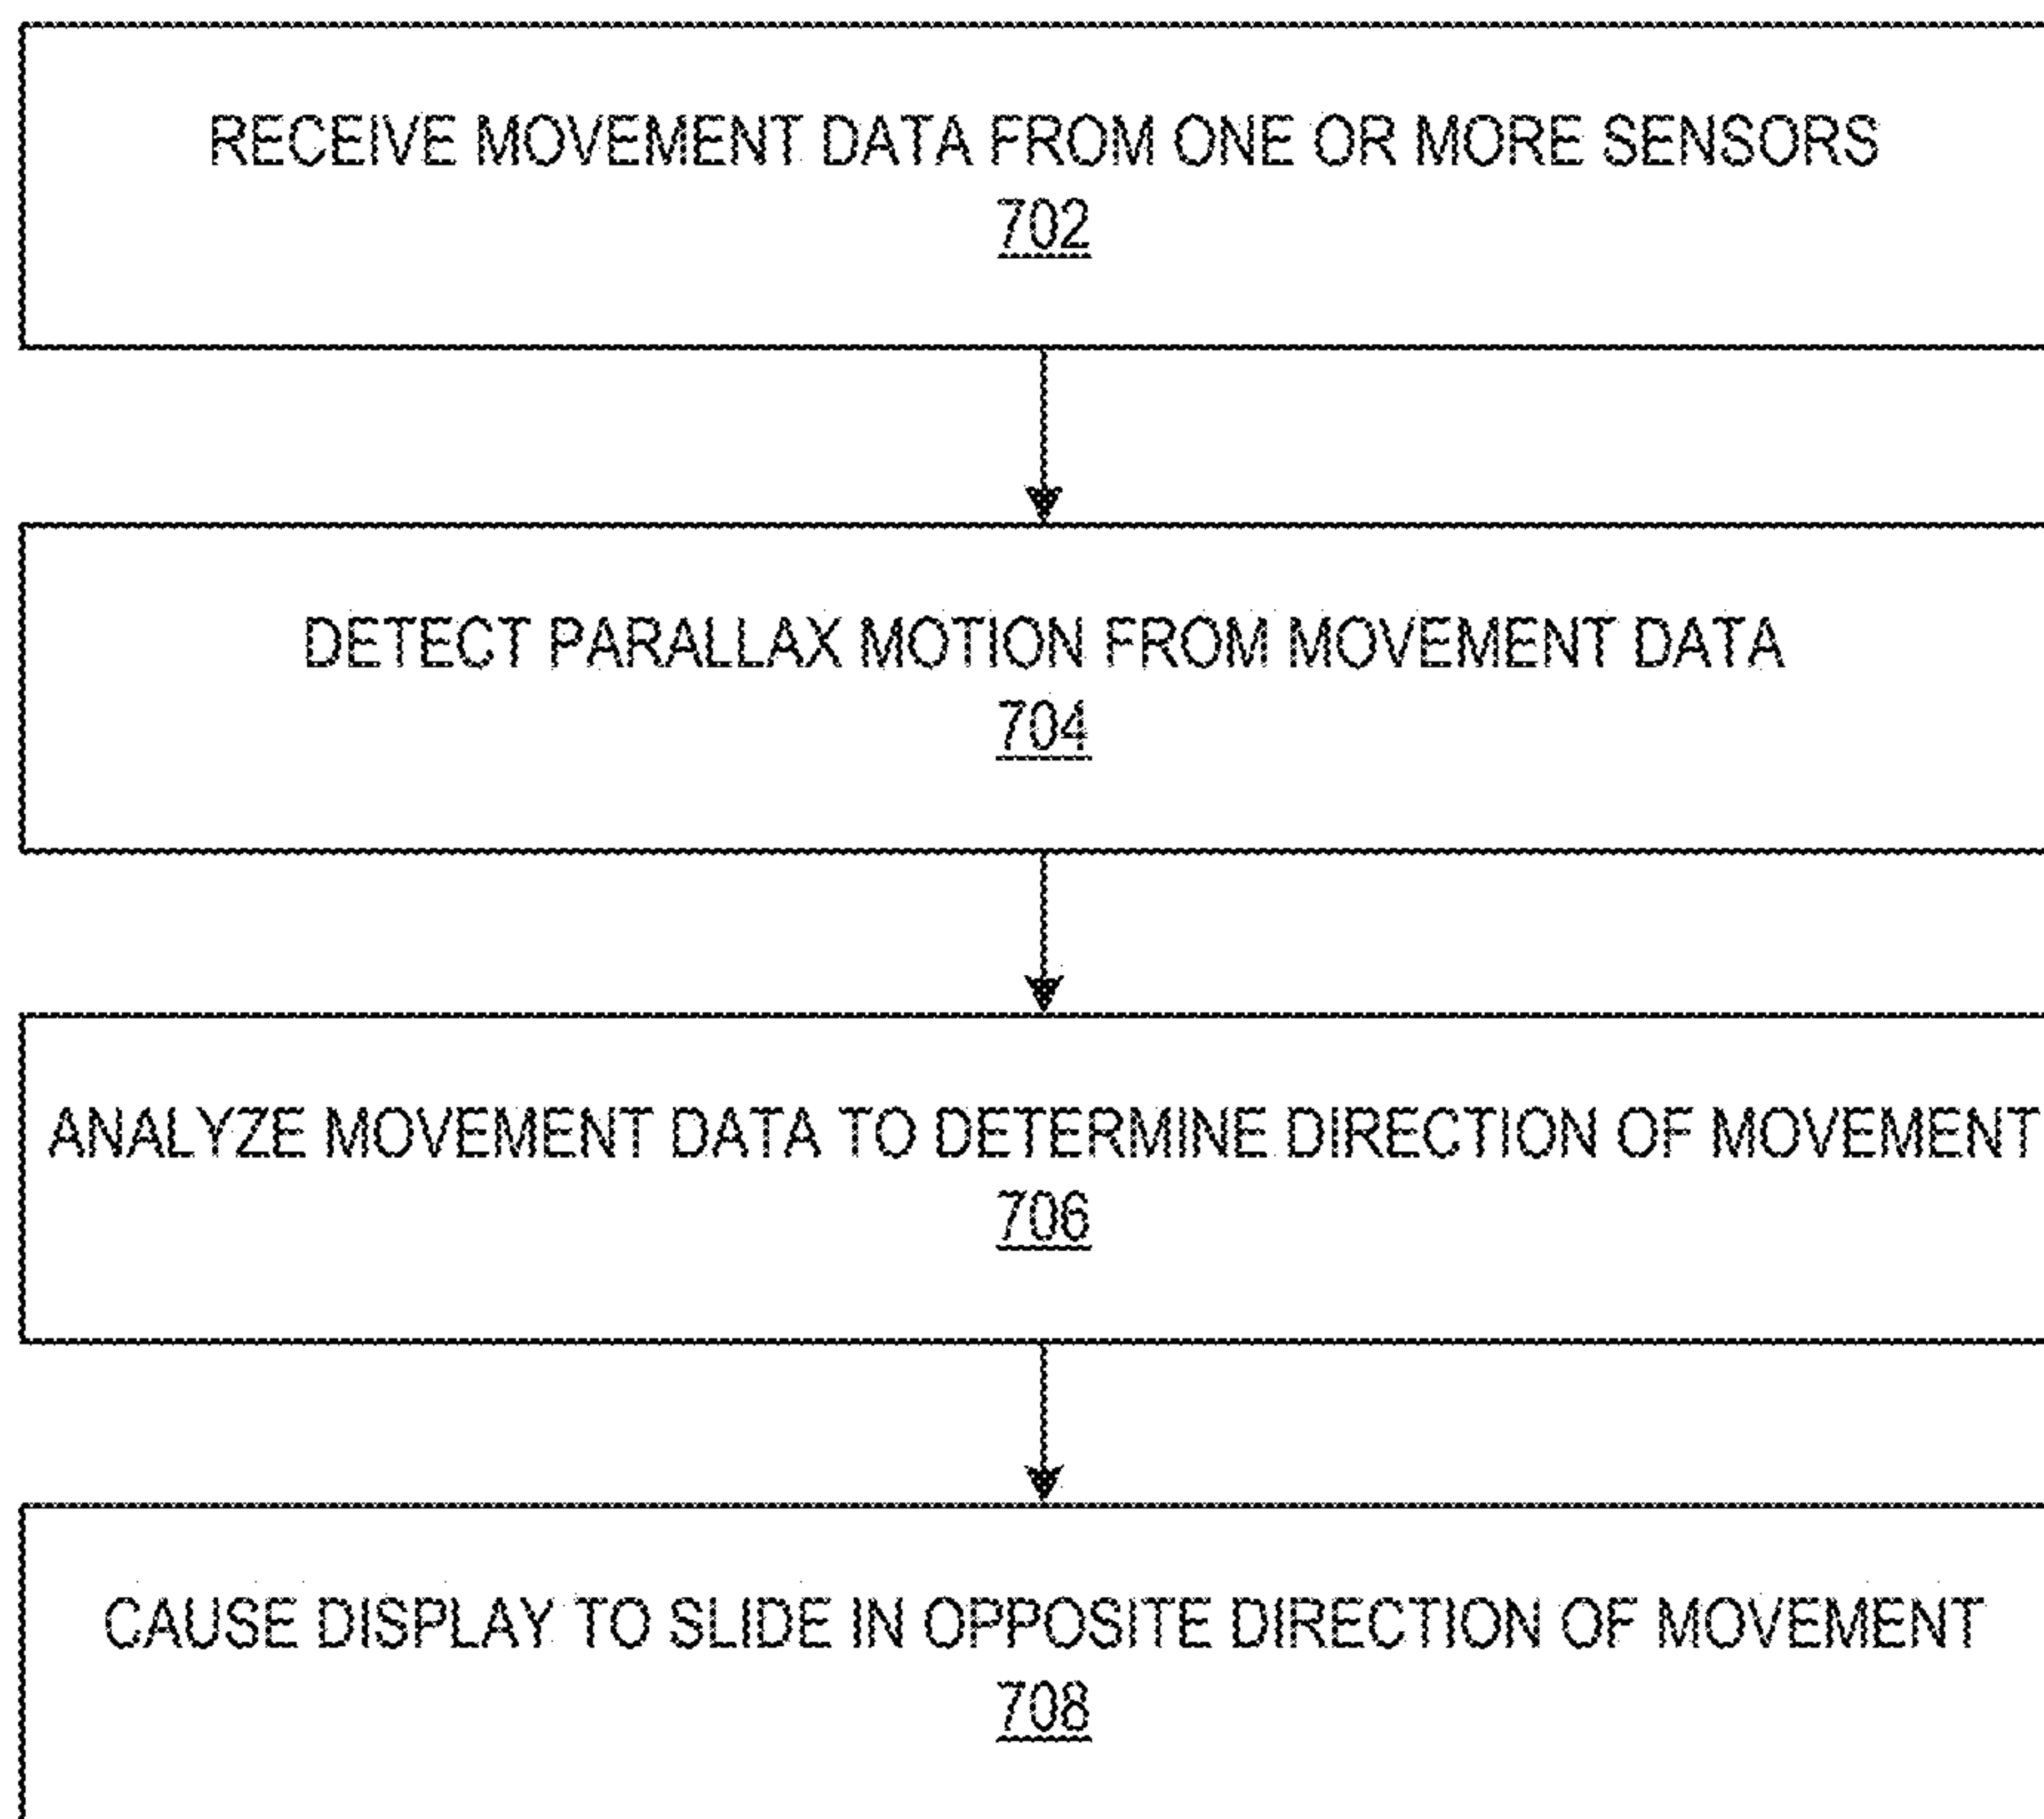 RECEIVE MOVEMENT DATA FROM ONE OR MORE SENSORS
702
DETECT PARALLAX MOTION FROM MOVEMENT DATA
704
ANALYZE MOVEMENT DATA TO DETERMINE DIRECTION OF MOVEMENT
706
CAUSE DISPLAY TO SLIDE IN OPPOSITE DIRECTION OF MOVEMENT
708